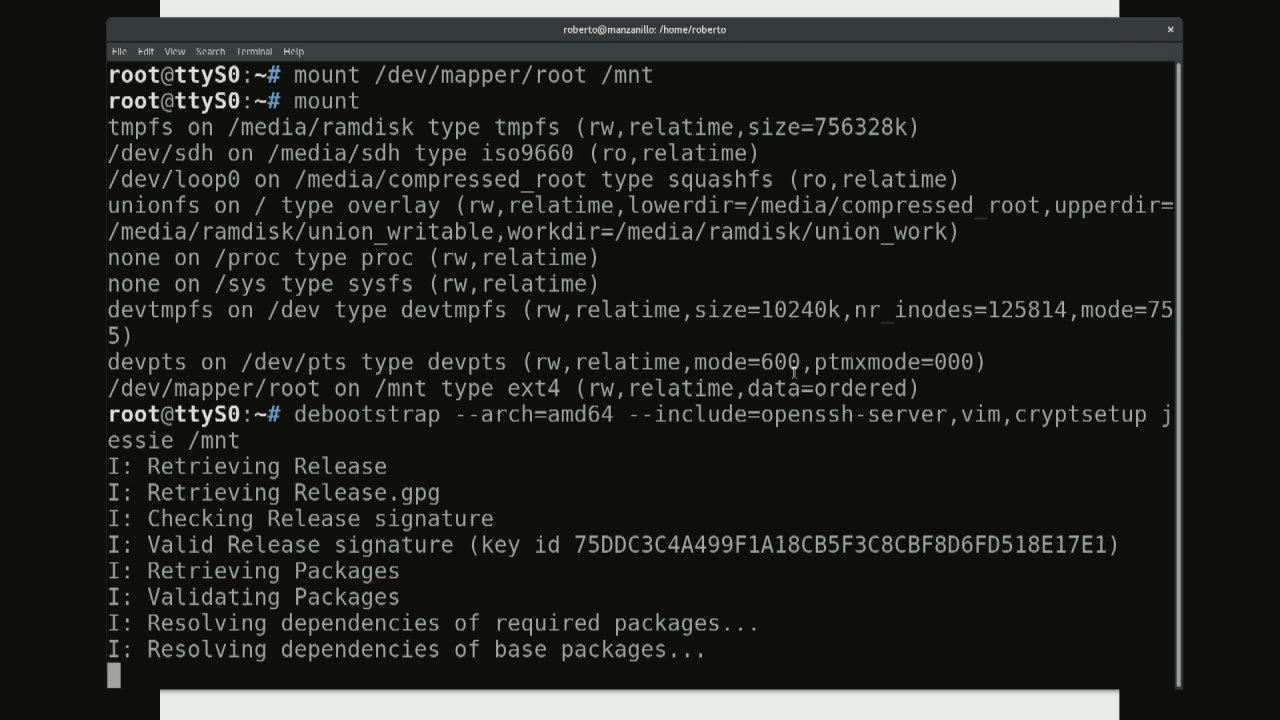 roberto@manzanillo: /home/roberto
×
File Edit View Search Terminal Help
root@ttyS0:~# mount /dev/mapper/root /mnt
root@ttyS0:~# mount
tmpfs on /media/ramdisk type tmpfs (rw,relatime,size=756328k)
/dev/sdh on /media/sdh type iso9660 (ro,relatime)
/dev/loop0 on /media/compressed_root type squashfs (ro,relatime)
unionfs on / type overlay (rw,relatime,lowerdir=/media/compressed_root,upperdir=
/media/ramdisk/union_writable,workdir=/media/ramdisk/union_work)
none on /proc type proc (rw,relatime)
none on /sys type sysfs (rw,relatime)
devtmpfs on /dev type devtmpfs (rw,relatime,size=10240k,nr_inodes=125814,mode=75
5)
devpts on /dev/pts type devpts (rw,relatime,mode=600,ptmxmode=000)
/dev/mapper/root on /mnt type ext4 (rw,relatime,data=ordered)
root@ttyS0:~# debootstrap --arch=amd64 --include=openssh-server,vim,cryptsetup j
essie /mnt
I: Retrieving Release
I: Retrieving Release.gpg
I: Checking Release signature
I: Valid Release signature (key id 75DDC3C4A499F1A18CB5F3C8CBF8D6FD518E17E1)
I: Retrieving Packages
I: Validating Packages
I: Resolving dependencies of required packages...
I: Resolving dependencies of base packages...